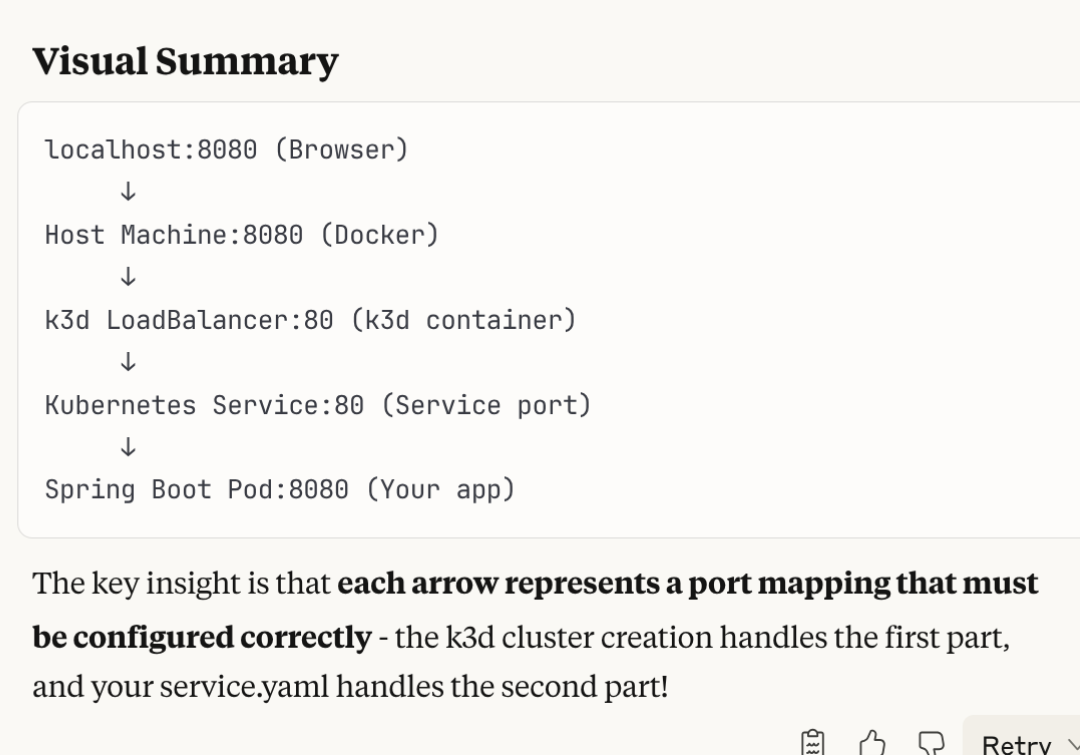 Visual Summary
localhost:8080 (Browser)
↓
Host Machine:8080 (Docker)
↓
k3d LoadBalancer:80 (k3d container)
↓
Kubernetes Service:80 (Service port)
↓
Spring Boot Pod:8080 (Your app)
The key insight is that each arrow represents a port mapping that must
be configured correctly - the k3d cluster creation handles the first part,
and your service.yaml handles the second part!
Retry